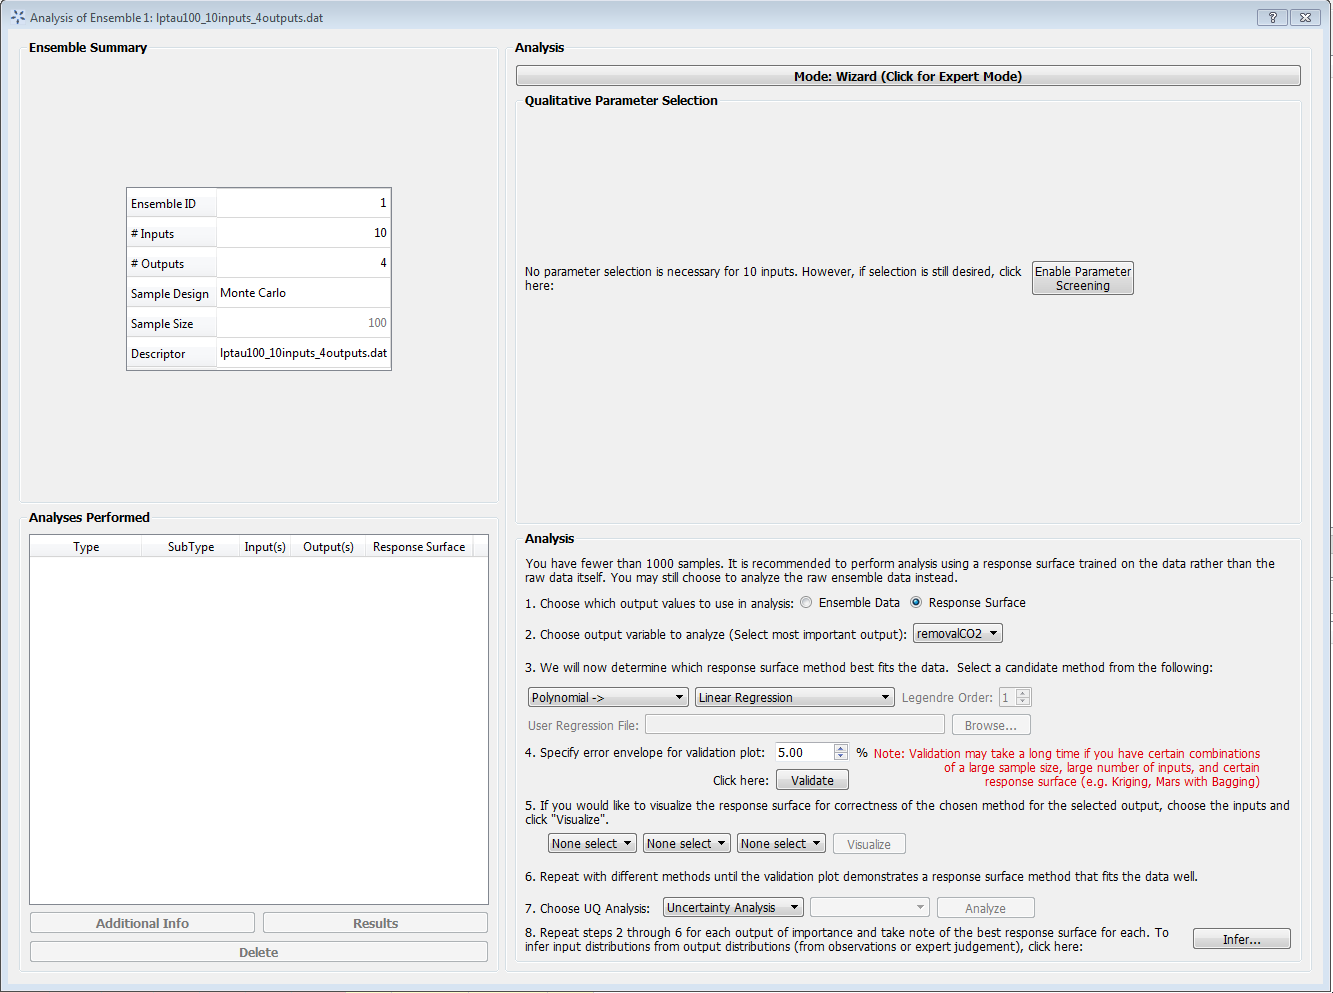 Analysis of Ensemble 1: lptau100_10inputs_4outputs.dat
Ensemble Summary
Ensemble ID 1
# Inputs 10
# Outputs 4
Sample Design Monte Carlo
Sample Size 100
Descriptor lptau100_10inputs_4outputs.dat
Analyses Performed
Type SubType Input(s) Output(s) Response Surface
Additional Info Results
Delete
Analysis
Mode: Wizard (Click for Expert Mode)
Qualitative Parameter Selection
No parameter selection is necessary for 10 inputs. However, if selection is still desired, click
here:
Enable Parameter
Screening
Analysis
You have fewer than 1000 samples. It is recommended to perform analysis using a response surface trained on the data rather than the
raw data itself. You may still choose to analyze the raw ensemble data instead.
1. Choose which output values to use in analysis: Ensemble Data Response Surface
2. Choose output variable to analyze (Select most important output): removalCO2
3. We will now determine which response surface method best fits the data. Select a candidate method from the following:
Polynomial -> Linear Regression Legendre Order: 1
User Regression File: Browse...
4. Specify error envelope for validation plot: 5.00 % Note: Validation may take a long time if you have certain combinations
of a large sample size, large number of inputs, and certain
response surface (e.g. Kriging, Mars with Bagging)
Click here: Validate
5. If you would like to visualize the response surface for correctness of the chosen method for the selected output, choose the inputs and
click "Visualize".
None select None select None select Visualize
6. Repeat with different methods until the validation plot demonstrates a response surface method that fits the data well.
7. Choose UQ Analysis: Uncertainty Analysis Analyze
8. Repeat steps 2 through 6 for each output of importance and take note of the best response surface for each. To
infer input distributions from output distributions (from observations or expert judgement), click here:
Infer...